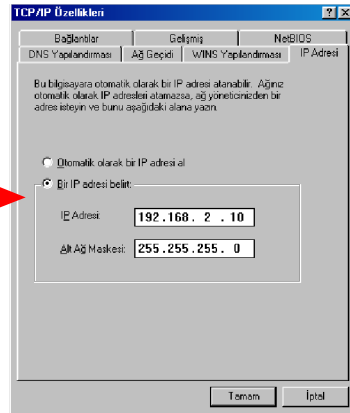 TCP/IP Özellikleri
Bağlantılar Gelişmiş NetBIOS
DNS Yapılandırması Ağ Geçidi WINS Yapılandırması IP Adresi
Bu bilgisayara otomatik olarak bir IP adresi atanabilir. Ağınız
otomatik olarak IP adresleri atamazsa, ağ yöneticinizden bir
adres isteyin ve bunu aşağıdaki alana yazın.
Otomatik olarak bir IP adresi al
Bir IP adresi belirt:
IP Adresi: 192.168. 2 . 10
Alt Ağ Maskesi: 255.255.255. 0
Tamam İptal